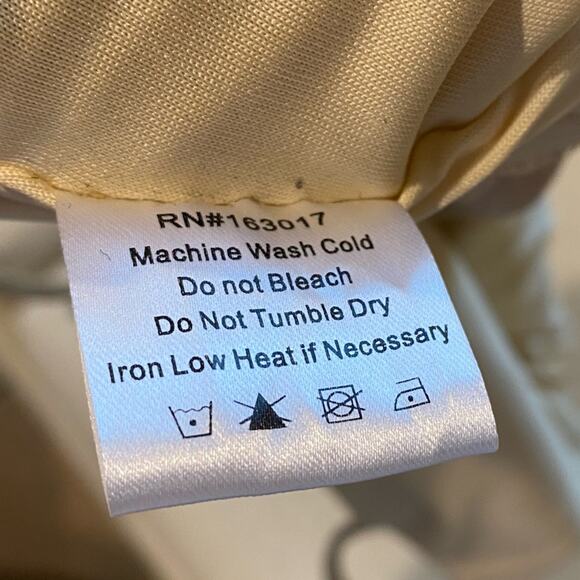 RN#163017
Machine Wash Cold
Do not Bleach
Do Not Tumble Dry
Iron Low Heat if Necessary